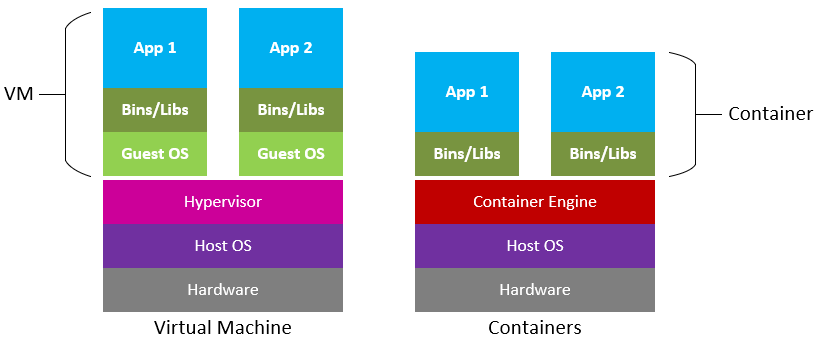 App 1
App 2
VM
Bins/Libs
Bins/Libs
Guest OS
Guest OS
Hypervisor
Host OS
Hardware
Virtual Machine
App 1
App 2
Container
Bins/Libs
Bins/Libs
Container Engine
Host OS
Hardware
Containers